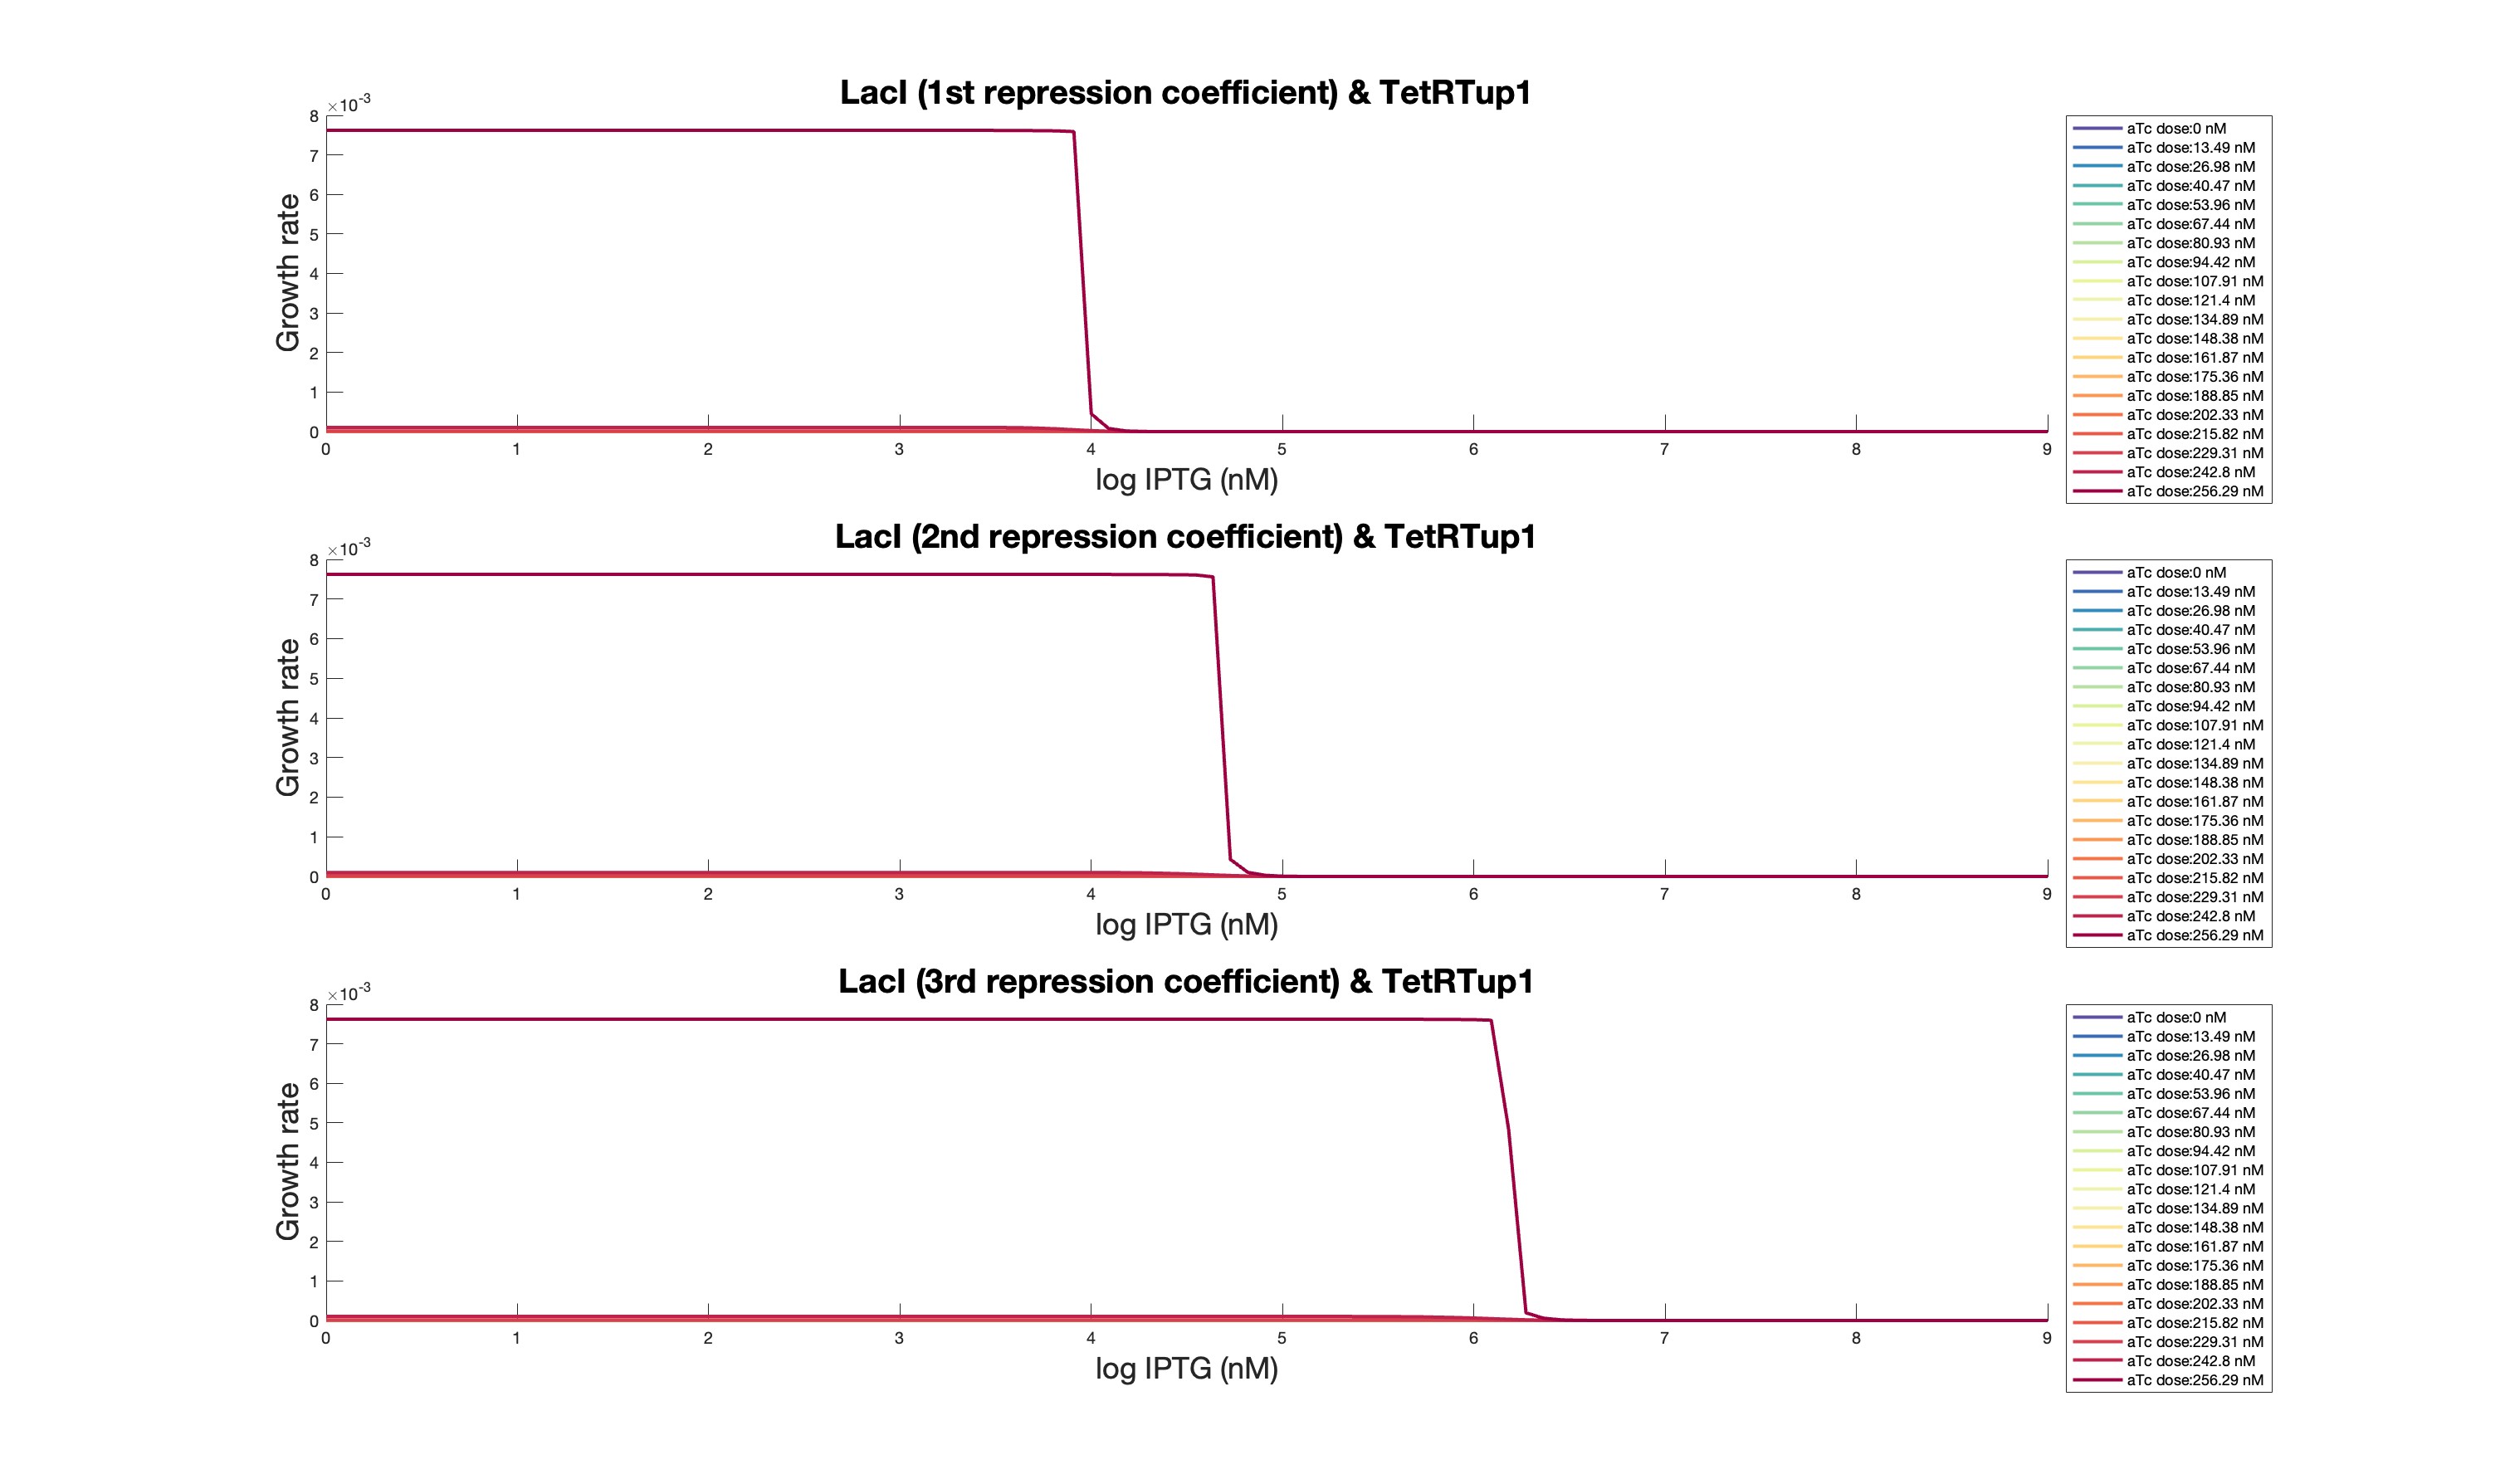 LacI (1st repression coefficient) & TetRTup1
×10-3
8
7
6
5
4
3
2
1
0
Growth rate
0 1 2 3 4 5 6 7 8 9
log IPTG (nM)
aTc dose:0 nM
aTc dose:13.49 nM
aTc dose:26.98 nM
aTc dose:40.47 nM
aTc dose:53.96 nM
aTc dose:67.44 nM
aTc dose:80.93 nM
aTc dose:94.42 nM
aTc dose:107.91 nM
aTc dose:121.4 nM
aTc dose:134.89 nM
aTc dose:148.38 nM
aTc dose:161.87 nM
aTc dose:175.36 nM
aTc dose:188.85 nM
aTc dose:202.33 nM
aTc dose:215.82 nM
aTc dose:229.31 nM
aTc dose:242.8 nM
aTc dose:256.29 nM
LacI (2nd repression coefficient) & TetRTup1
×10-3
8
7
6
5
4
3
2
1
0
Growth rate
0 1 2 3 4 5 6 7 8 9
log IPTG (nM)
aTc dose:0 nM
aTc dose:13.49 nM
aTc dose:26.98 nM
aTc dose:40.47 nM
aTc dose:53.96 nM
aTc dose:67.44 nM
aTc dose:80.93 nM
aTc dose:94.42 nM
aTc dose:107.91 nM
aTc dose:121.4 nM
aTc dose:134.89 nM
aTc dose:148.38 nM
aTc dose:161.87 nM
aTc dose:175.36 nM
aTc dose:188.85 nM
aTc dose:202.33 nM
aTc dose:215.82 nM
aTc dose:229.31 nM
aTc dose:242.8 nM
aTc dose:256.29 nM
LacI (3rd repression coefficient) & TetRTup1
×10-3
8
7
6
5
4
3
2
1
0
Growth rate
0 1 2 3 4 5 6 7 8 9
log IPTG (nM)
aTc dose:0 nM
aTc dose:13.49 nM
aTc dose:26.98 nM
aTc dose:40.47 nM
aTc dose:53.96 nM
aTc dose:67.44 nM
aTc dose:80.93 nM
aTc dose:94.42 nM
aTc dose:107.91 nM
aTc dose:121.4 nM
aTc dose:134.89 nM
aTc dose:148.38 nM
aTc dose:161.87 nM
aTc dose:175.36 nM
aTc dose:188.85 nM
aTc dose:202.33 nM
aTc dose:215.82 nM
aTc dose:229.31 nM
aTc dose:242.8 nM
aTc dose:256.29 nM